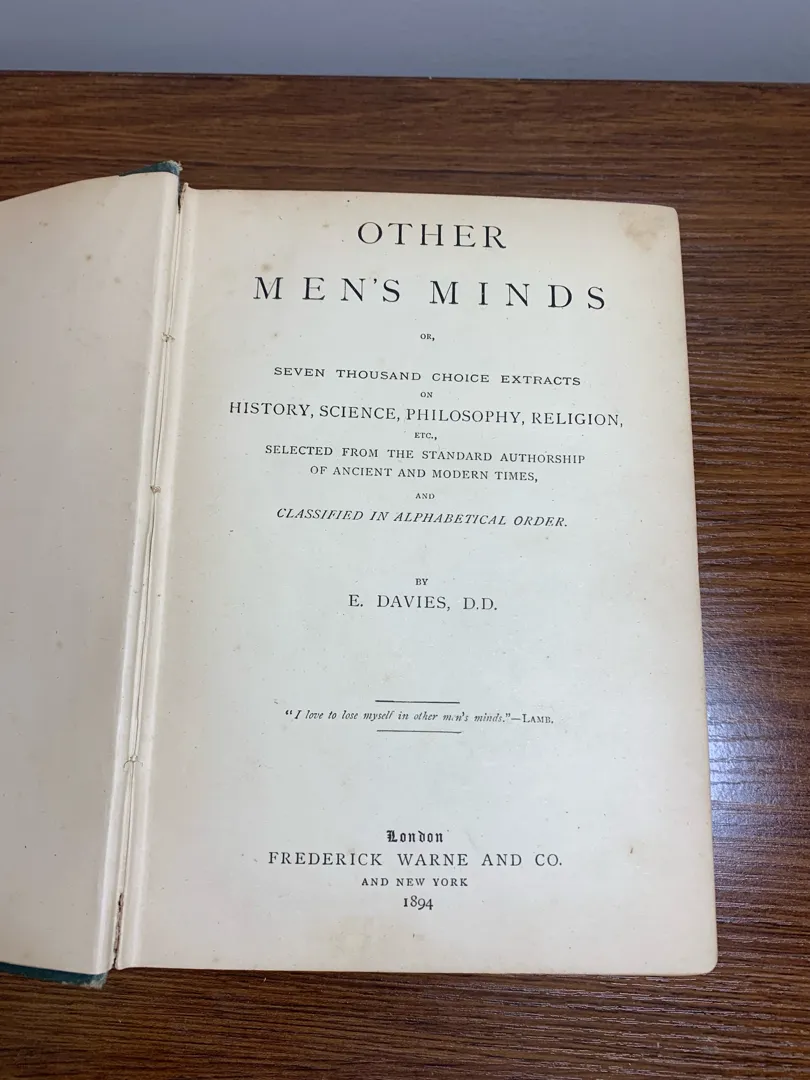 OTHER
MEN'S MINDS
OR,
SEVEN THOUSAND CHOICE EXTRACTS
ON
HISTORY, SCIENCE, PHILOSOPHY, RELIGION,
ETC.,
SELECTED FROM THE STANDARD AUTHORSHIP
OF ANCIENT AND MODERN TIMES,
AND
CLASSIFIED IN ALPHABETICAL ORDER.
BY
E. DAVIES, D.D.
"I love to lose myself in other men's minds."—LAMB.
London
FREDERICK WARNE AND CO.
AND NEW YORK
1894